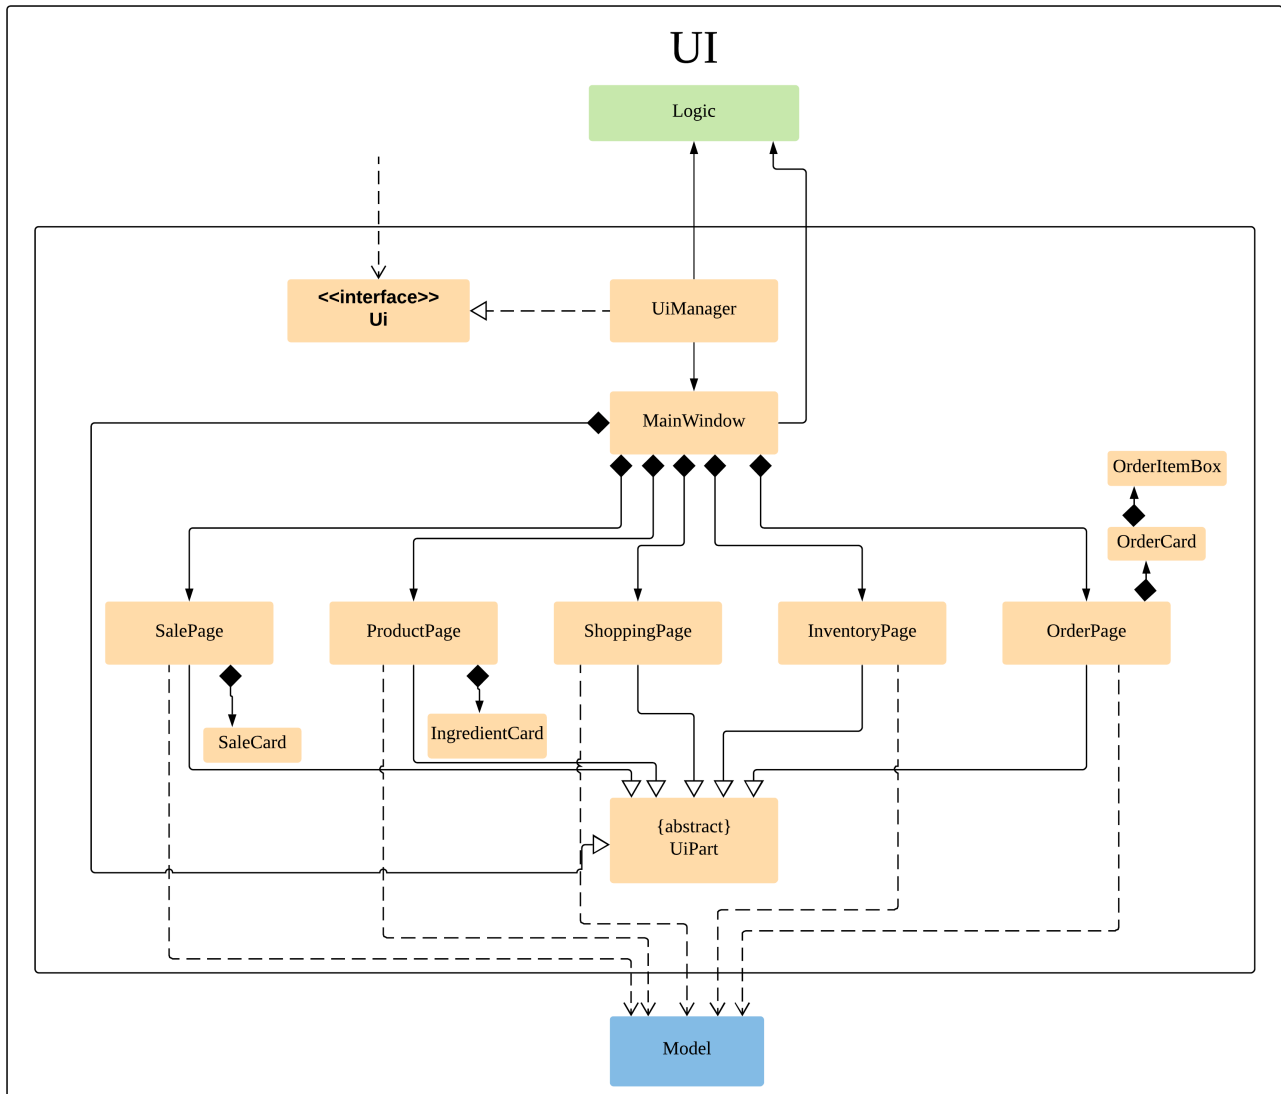 UI
Logic
<<interface>>
Ui
UiManager
MainWindow
OrderItemBox
OrderCard
SalePage
ProductPage
ShoppingPage
InventoryPage
OrderPage
SaleCard
IngredientCard
{abstract}
UiPart
Model